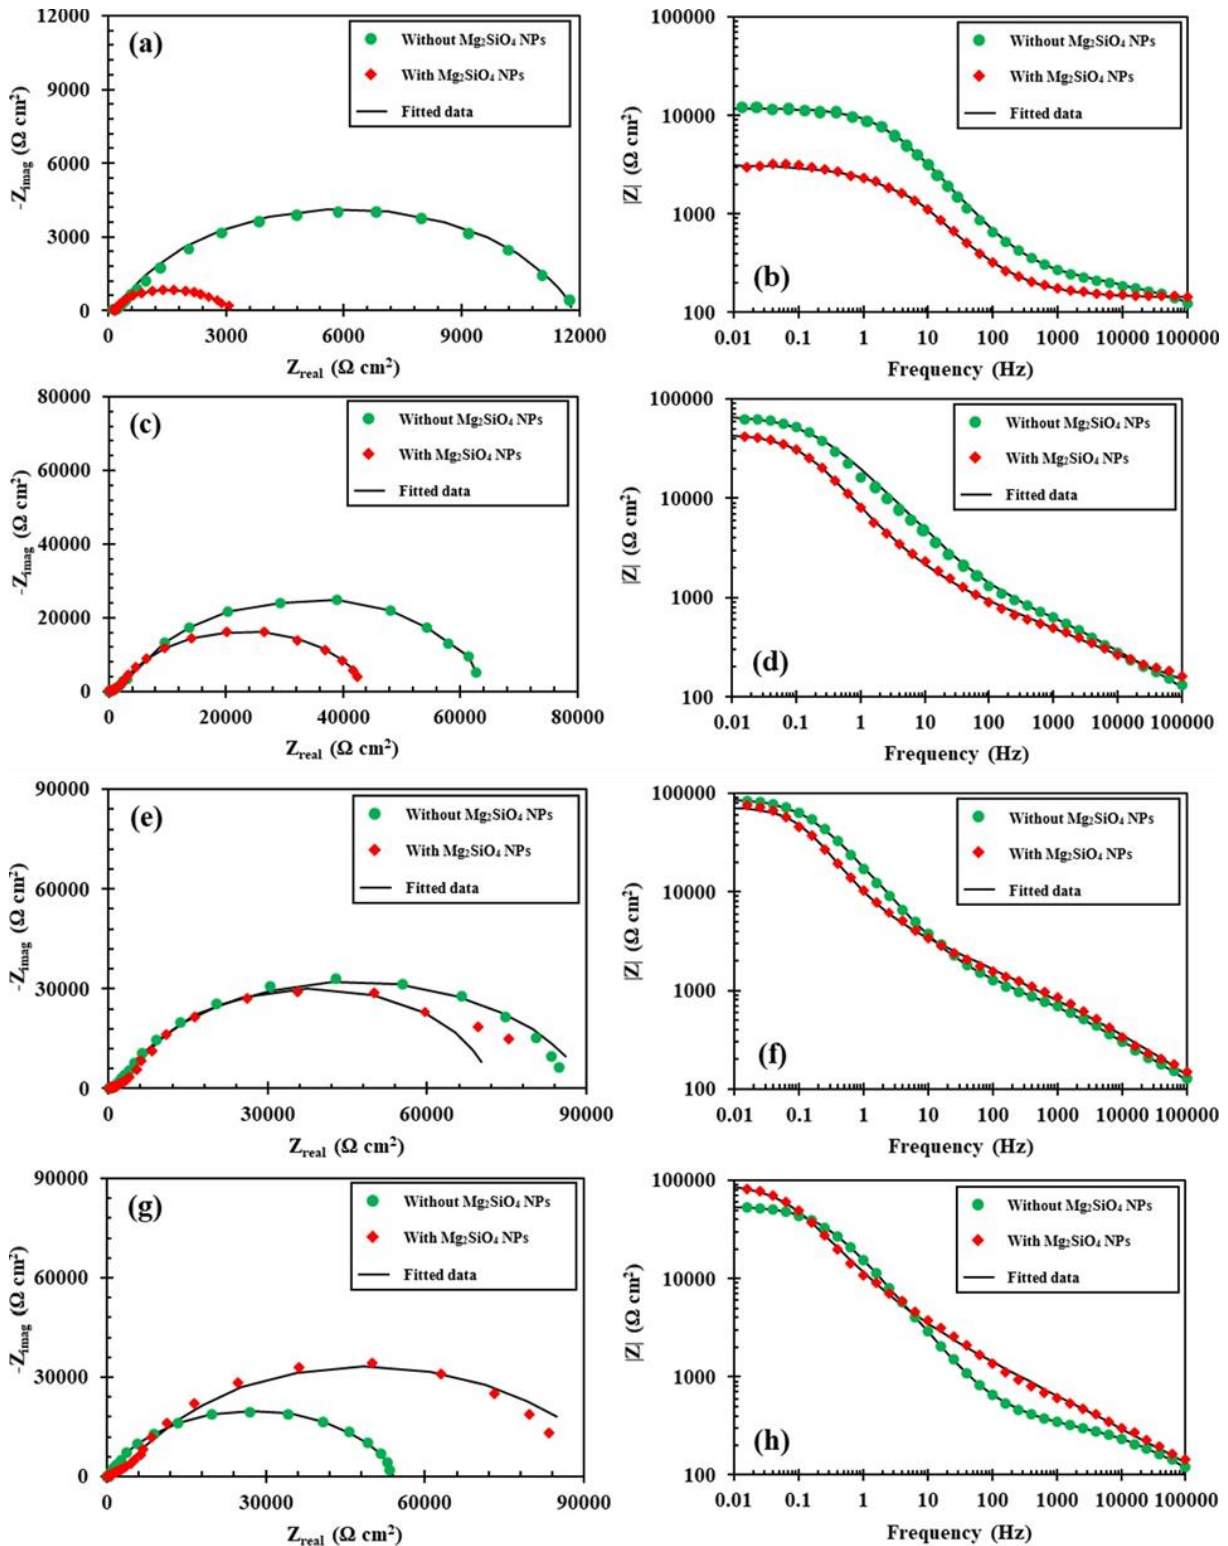 12000
9000
6000
3000
0
-Zimag (Ω cm²)
(a)
Without Mg₂SiO₄ NPs
With Mg₂SiO₄ NPs
Fitted data
0 3000 6000 9000 12000
Zreal (Ω cm²)
100000
10000
1000
100
|Z| (Ω cm²)
Without Mg₂SiO₄ NPs
With Mg₂SiO₄ NPs
Fitted data
(b)
0.01 0.1 1 10 100 1000 10000 100000
Frequency (Hz)
80000
60000
40000
20000
0
-Zimag (Ω cm²)
(c)
Without Mg₂SiO₄ NPs
With Mg₂SiO₄ NPs
Fitted data
0 20000 40000 60000 80000
Zreal (Ω cm²)
100000
10000
1000
100
|Z| (Ω cm²)
Without Mg₂SiO₄ NPs
With Mg₂SiO₄ NPs
Fitted data
(d)
0.01 0.1 1 10 100 1000 10000 100000
Frequency (Hz)
90000
60000
30000
0
-Zimag (Ω cm²)
(e)
Without Mg₂SiO₄ NPs
With Mg₂SiO₄ NPs
Fitted data
0 30000 60000 90000
Zreal (Ω cm²)
100000
10000
1000
100
|Z| (Ω cm²)
Without Mg₂SiO₄ NPs
With Mg₂SiO₄ NPs
Fitted data
(f)
0.01 0.1 1 10 100 1000 10000 100000
Frequency (Hz)
90000
60000
30000
0
-Zimag (Ω cm²)
(g)
Without Mg₂SiO₄ NPs
With Mg₂SiO₄ NPs
Fitted data
0 30000 60000 90000
Zreal (Ω cm²)
100000
10000
1000
100
|Z| (Ω cm²)
Without Mg₂SiO₄ NPs
With Mg₂SiO₄ NPs
Fitted data
(h)
0.01 0.1 1 10 100 1000 10000 100000
Frequency (Hz)